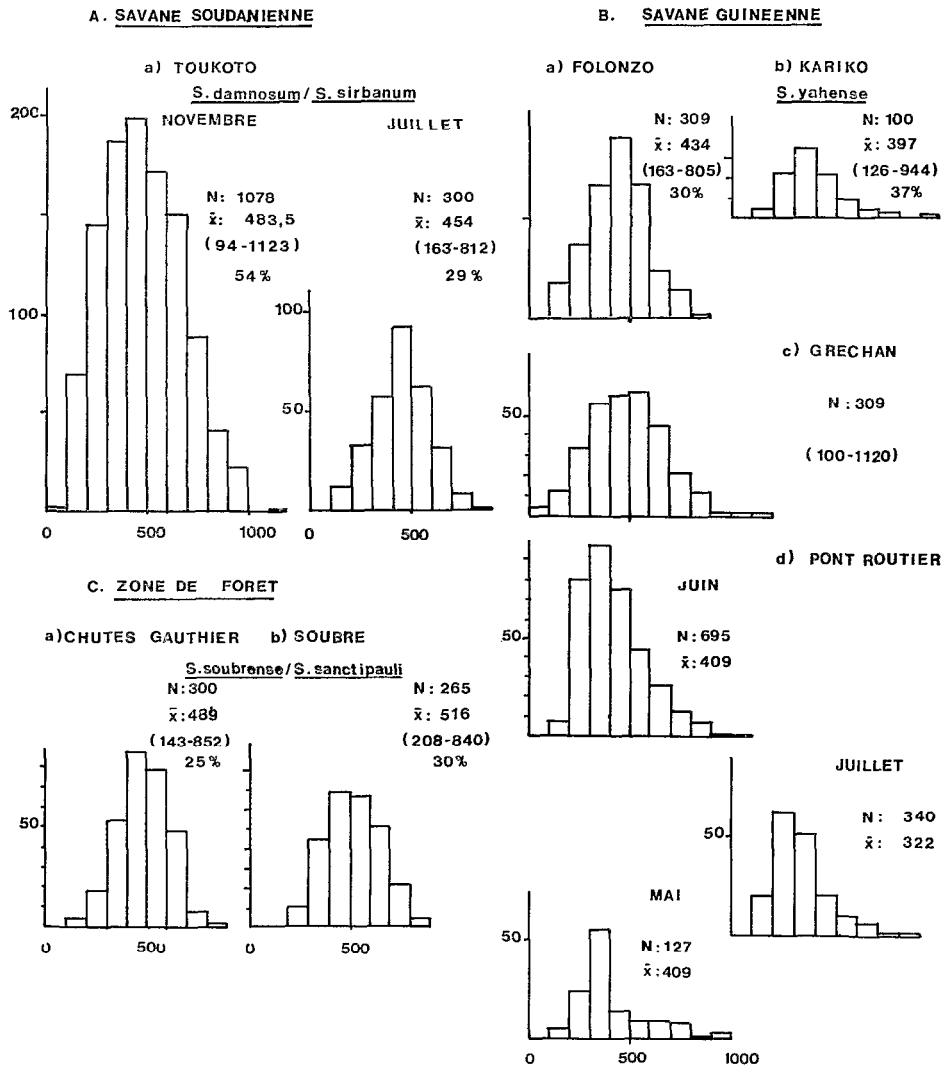 A. SAVANE SOUDANIENNE
a) TOUKOTO
S.damnosum / S. sirbanum
NOVEMBRE
N: 1078
x̄: 483,5
(94-1123)
54%
200
100
0
500
1000
JUILLET
N: 300
x̄: 454
(163-812)
29%
100
50
0
500
B. SAVANE GUINEENNE
a) FOLONZO
N: 309
x̄: 434
(163-805)
30%
b) KARIKO
S.yahense
N: 100
x̄: 397
(126-944)
37%
c) GRECHAN
N : 309
(100-1120)
50
d) PONT ROUTIER
JUIN
N:695
x̄:409
50
JUILLET
N: 340
x̄: 322
50
MAI
N:127
x̄:409
50
0
500
1000
C. ZONE DE FORET
a)CHUTES GAUTHIER
b) SOUBRE
S.soubrense/S.sanctipauli
N:300
x̄:489
(143-852)
25%
50
0
500
N:265
x̄: 516
(208-840)
30%
0
500